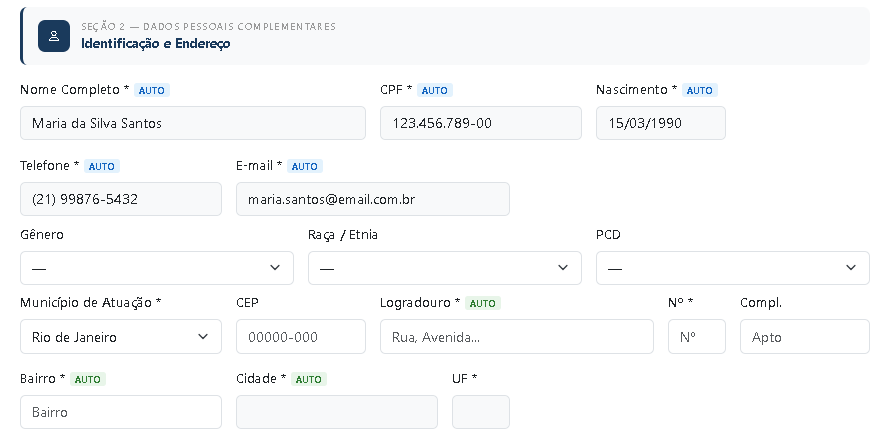 SEÇÃO 2 — DADOS PESSOAIS COMPLEMENTARES
Identificação e Endereço
Nome Completo * AUTO CPF * AUTO Nascimento * AUTO
Maria da Silva Santos 123.456.789-00 15/03/1990
Telefone * AUTO E-mail * AUTO
(21) 99876-5432 maria.santos@email.com.br
Gênero Raça / Etnia PCD
— — —
Município de Atuação * CEP Logradouro * AUTO Nº * Compl.
Rio de Janeiro 00000-000 Rua, Avenida... Nº Apto
Bairro * AUTO Cidade * AUTO UF *
Bairro